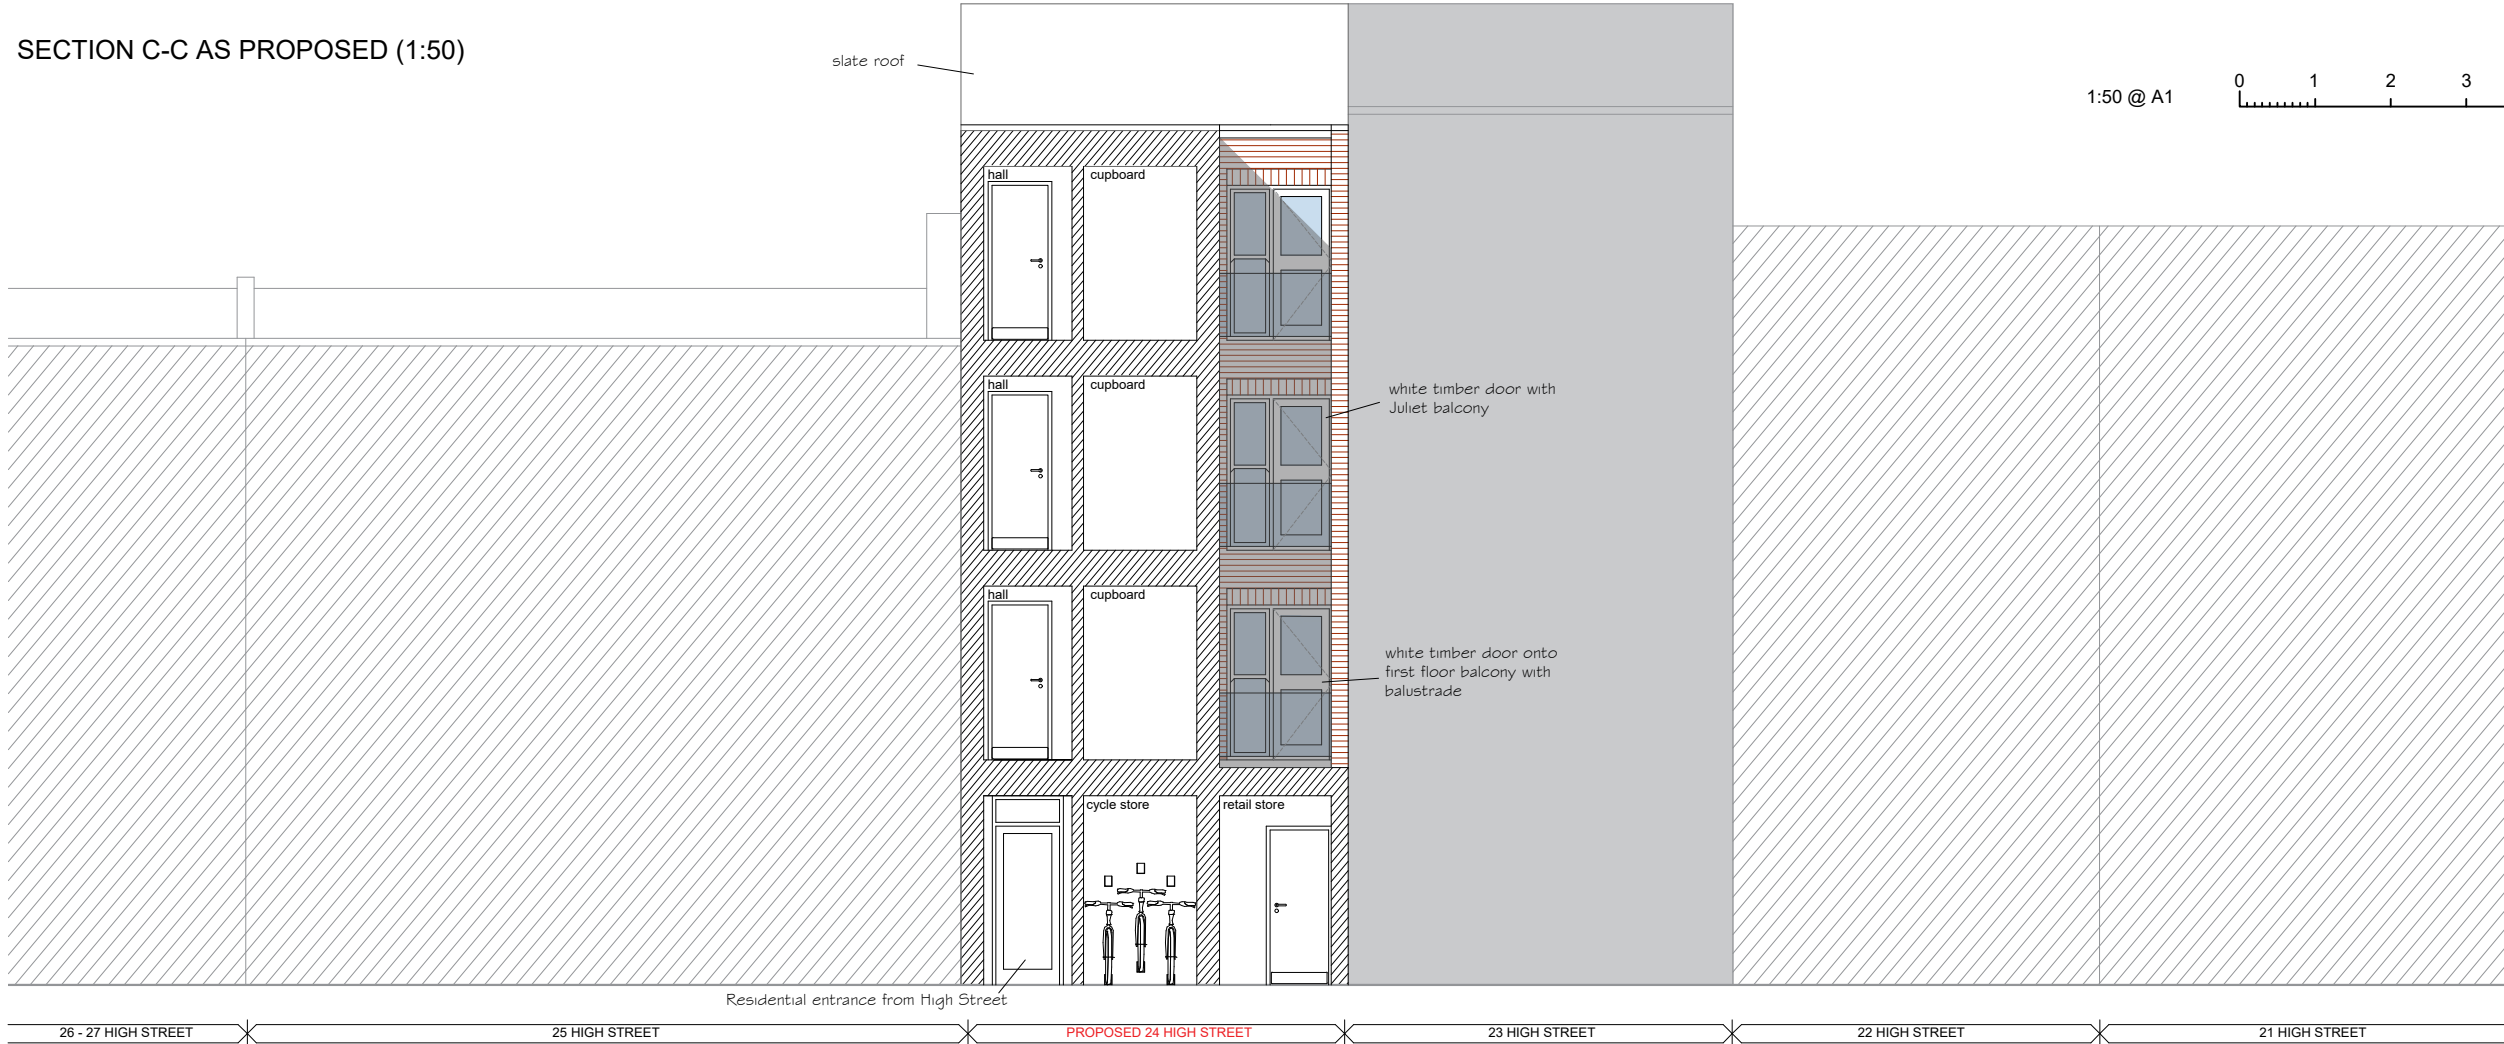 SECTION C-C AS PROPOSED (1:50)
slate roof
1:50 @ A1
0 1 2 3
hall
cupboard
hall
cupboard
white timber door with
Juliet balcony
hall
cupboard
white timber door onto
first floor balcony with
balustrade
cycle store
retail store
Residential entrance from High Street
26 - 27 HIGH STREET
25 HIGH STREET
PROPOSED 24 HIGH STREET
23 HIGH STREET
22 HIGH STREET
21 HIGH STREET